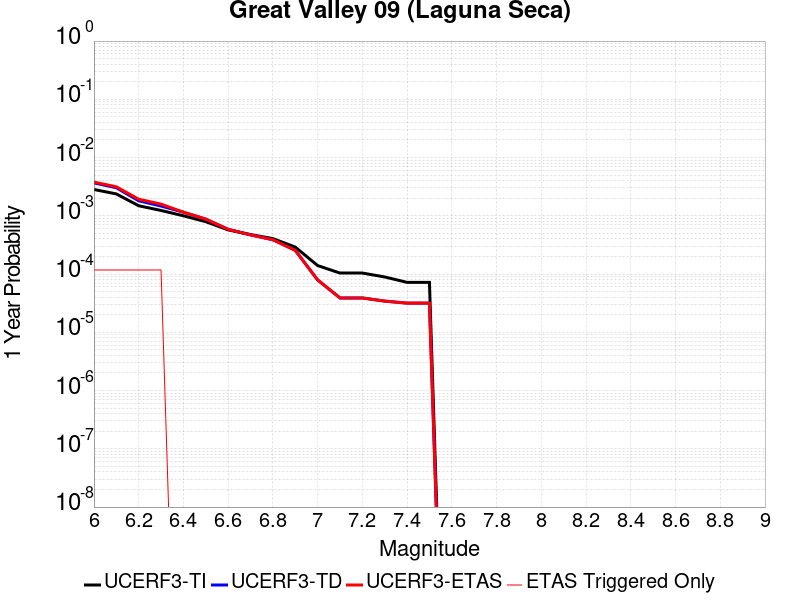 Great Valley 09 (Laguna Seca)
10^0
10^-1
10^-2
10^-3
10^-4
10^-5
10^-6
10^-7
10^-8
1 Year Probability
6 6.2 6.4 6.6 6.8 7 7.2 7.4 7.6 7.8 8 8.2 8.4 8.6 8.8 9
Magnitude
UCERF3-TI UCERF3-TD UCERF3-ETAS ETAS Triggered Only